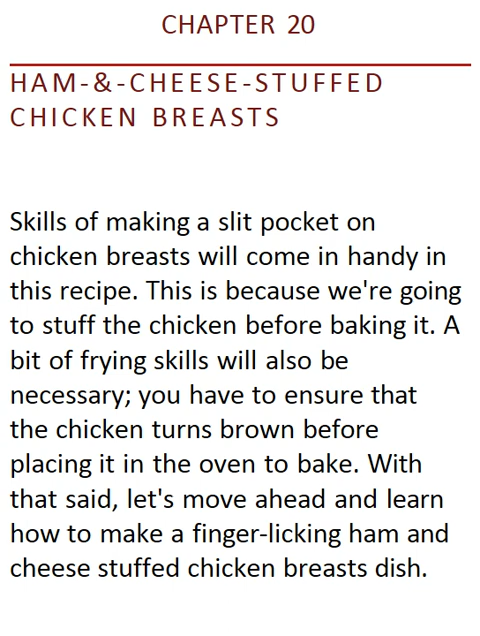 CHAPTER 20
HAM-&-CHEESE-STUFFED
CHICKEN BREASTS
Skills of making a slit pocket on
chicken breasts will come in handy in
this recipe. This is because we're going
to stuff the chicken before baking it. A
bit of frying skills will also be
necessary; you have to ensure that
the chicken turns brown before
placing it in the oven to bake. With
that said, let's move ahead and learn
how to make a finger-licking ham and
cheese stuffed chicken breasts dish.